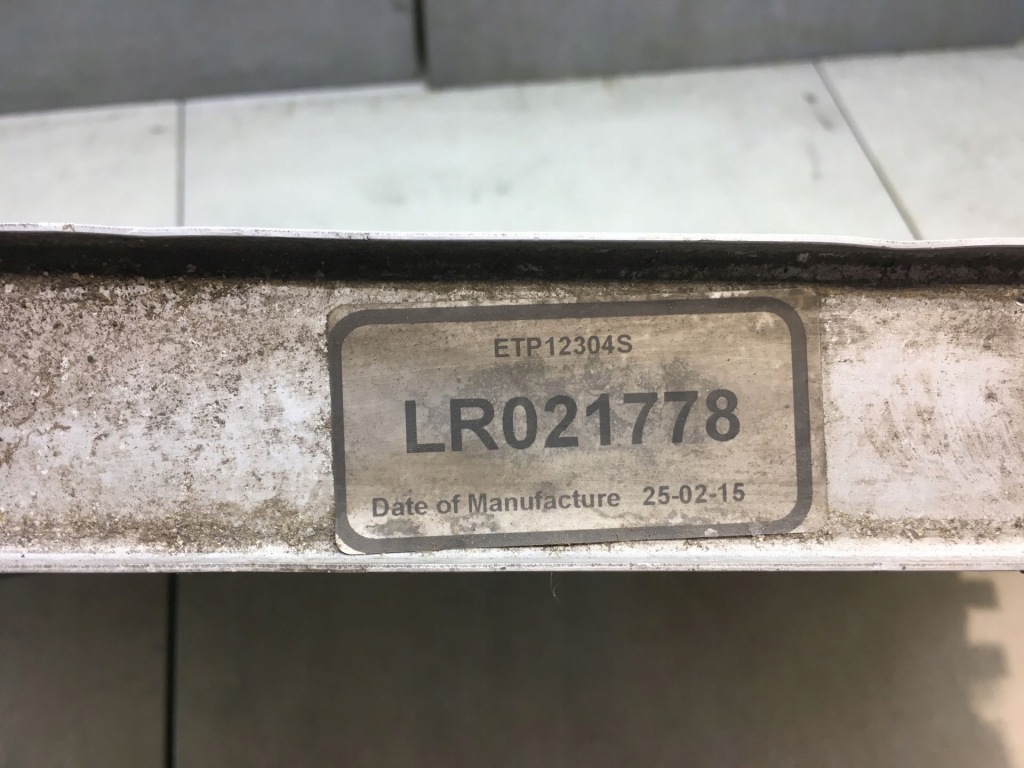 ETP12304S
LR021778
Date of Manufacture 25-02-15